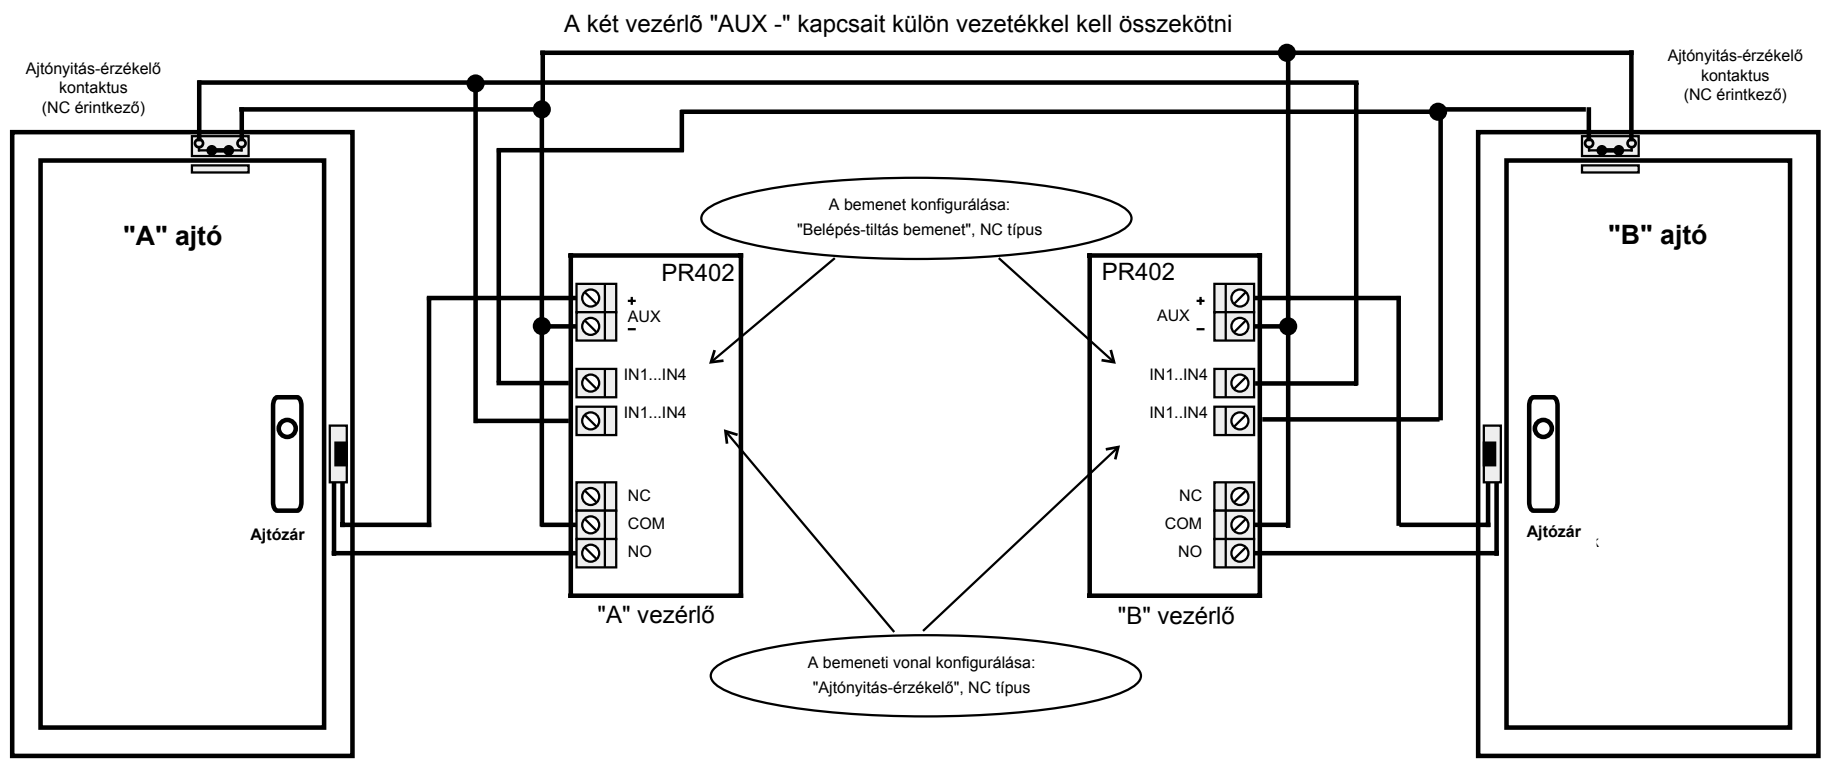 A két vezérlõ "AUX -" kapcsait külön vezetékkel kell összekötni
Ajtónyitás-érzékelő
kontaktus
(NC érintkező)
Ajtónyitás-érzékelő
kontaktus
(NC érintkező)
"A" ajtó
Ajtózár
A bemenet konfigurálása:
"Belépés-tiltás bemenet", NC típus
PR402
+
AUX
–
IN1...IN4
IN1...IN4
NC
COM
NO
"A" vezérlő
PR402
+
AUX
–
IN1..IN4
IN1..IN4
NC
COM
NO
"B" vezérlő
A bemeneti vonal konfigurálása:
"Ajtónyitás-érzékelő", NC típus
"B" ajtó
Ajtózár